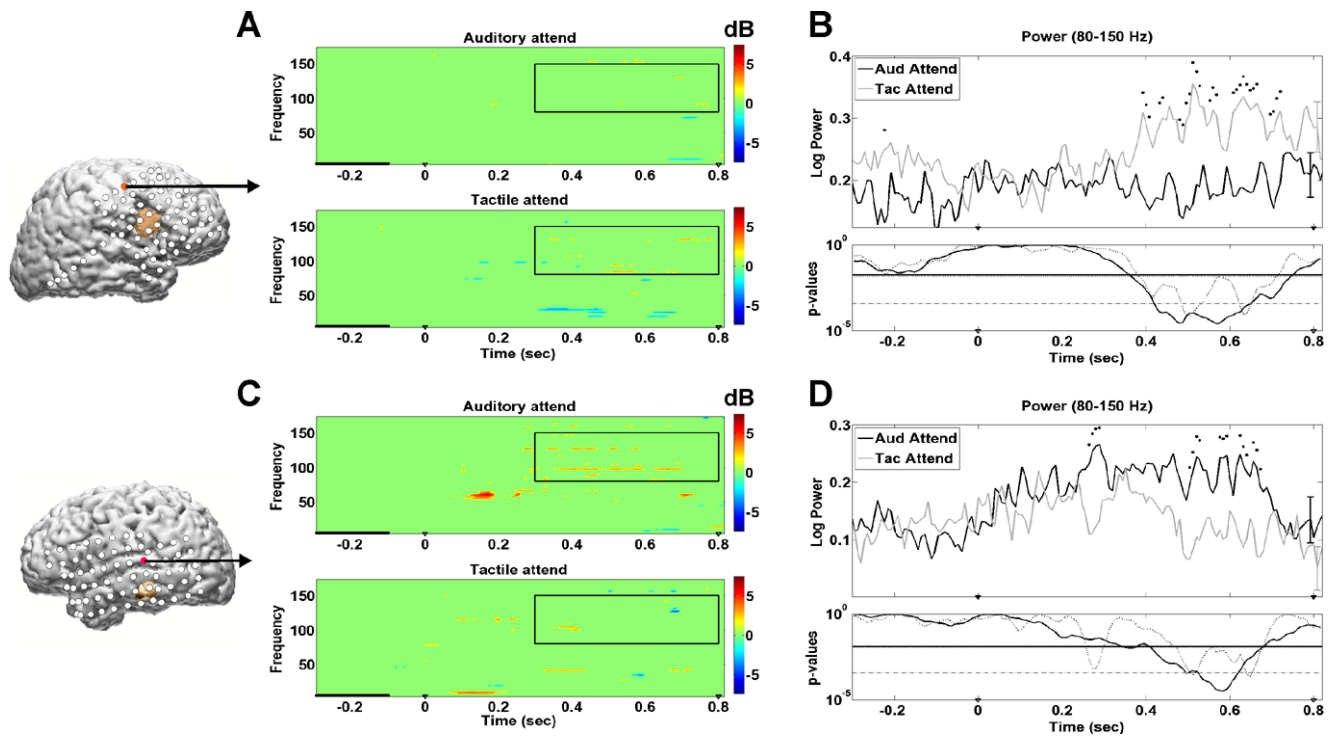 A
dB
Auditory attend
Frequency
150
100
50
5
0
-5
-0.2
0
0.2
0.4
0.6
0.8
Tactile attend
Frequency
150
100
50
5
0
-5
-0.2
0
0.2
0.4
0.6
0.8
Time (sec)
B
Power (80-150 Hz)
Aud Attend
Tac Attend
Log Power
0.4
0.3
0.2
p-values
10^0
10^-5
-0.2
0
0.2
0.4
0.6
0.8
Time (sec)
C
dB
Auditory attend
Frequency
150
100
50
5
0
-5
-0.2
0
0.2
0.4
0.6
0.8
Tactile attend
Frequency
150
100
50
5
0
-5
-0.2
0
0.2
0.4
0.6
0.8
Time (sec)
D
Power (80-150 Hz)
Aud Attend
Tac Attend
Log Power
0.3
0.2
0.1
p-values
10^0
10^-5
-0.2
0
0.2
0.4
0.6
0.8
Time (sec)